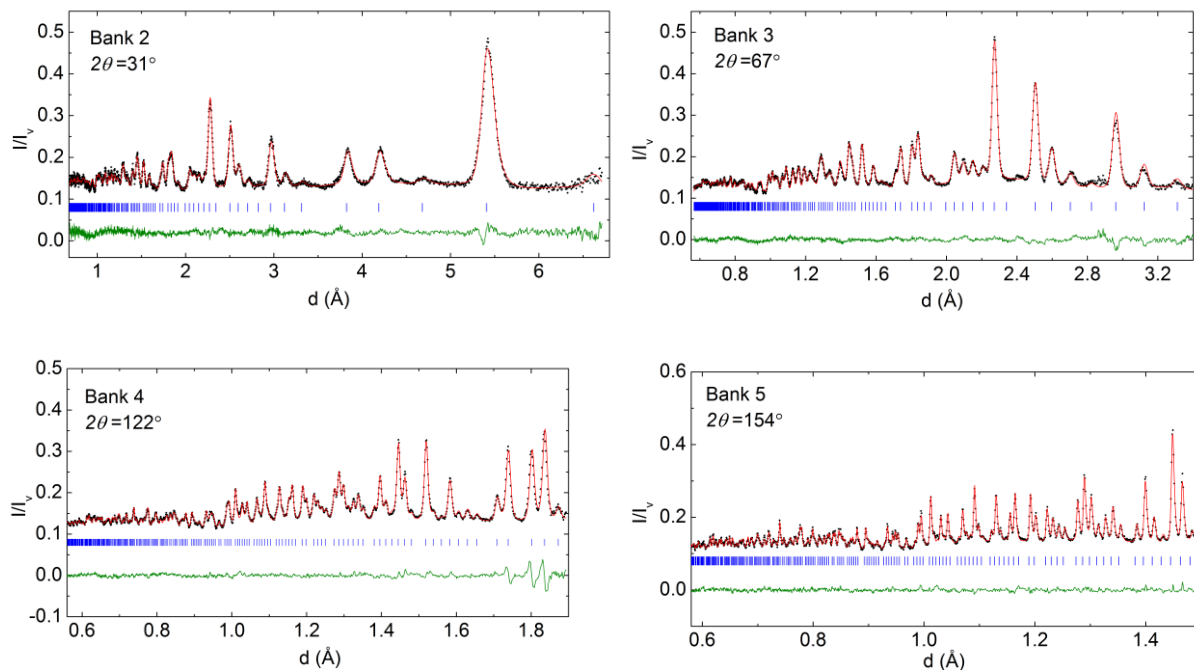 Bank 2
2θ =31°
I/I_v
0.5
0.4
0.3
0.2
0.1
0.0
1 2 3 4 5 6
d (Å)
Bank 3
2θ =67°
I/I_v
0.5
0.4
0.3
0.2
0.1
0.0
0.8 1.2 1.6 2.0 2.4 2.8 3.2
d (Å)
Bank 4
2θ =122°
I/I_v
0.5
0.4
0.3
0.2
0.1
0.0
-0.1
0.6 0.8 1.0 1.2 1.4 1.6 1.8
d (Å)
Bank 5
2θ =154°
I/I_v
0.6
0.4
0.2
0.0
0.6 0.8 1.0 1.2 1.4
d (Å)